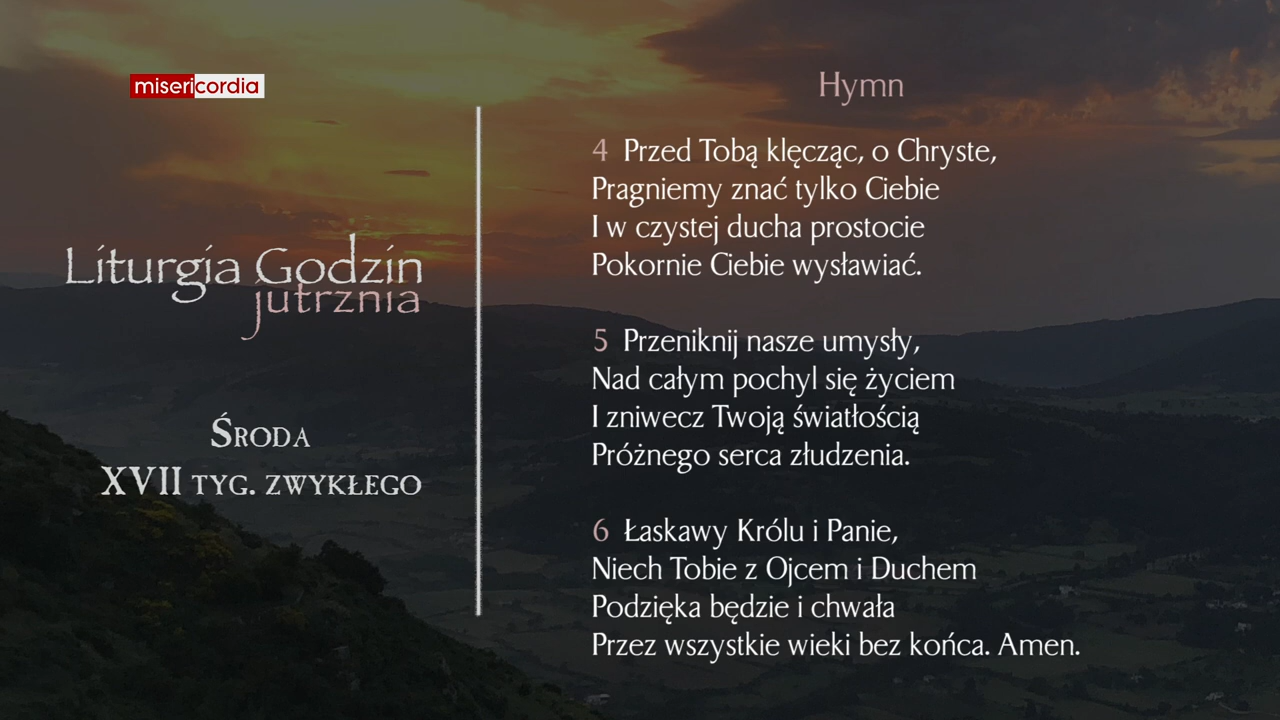 misericordia
Liturgia Godzin
jutrznia
Środa
XVII tyg. zwykłego
Hymn
4 Przed Tobą klęcząc, o Chryste,
Pragniemy znać tylko Ciebie
I w czystej ducha prostocie
Pokornie Ciebie wysławiać.
5 Przeniknij nasze umysły,
Nad całym pochyl się życiem
I zniwecz Twoją światłością
Próżnego serca złudzenia.
6 Łaskawy Królu i Panie,
Niech Tobie z Ojcem i Duchem
Podzięka będzie i chwała
Przez wszystkie wieki bez końca. Amen.